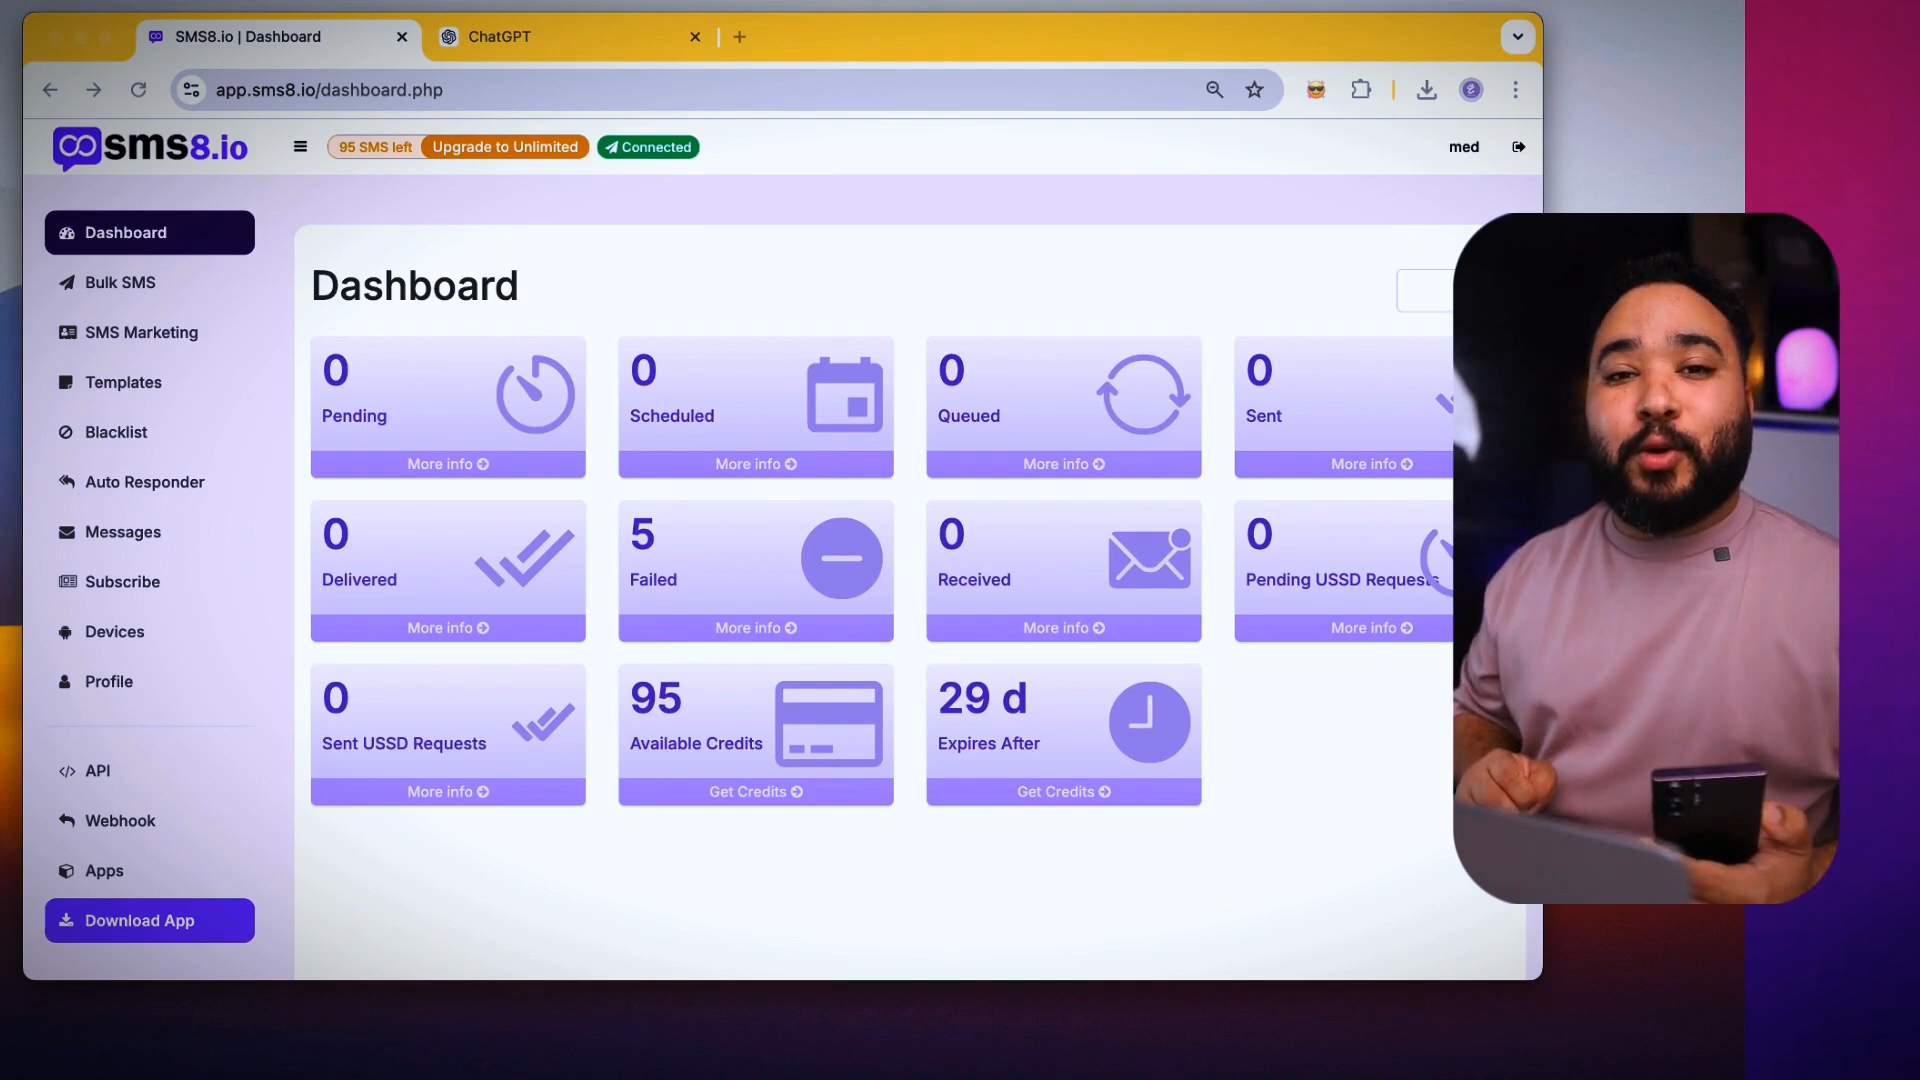 SMS8.io | Dashboard
ChatGPT
app.sms8.io/dashboard.php
sms8.io
95 SMS left
Upgrade to Unlimited
Connected
med
Dashboard
Bulk SMS
SMS Marketing
Templates
Blacklist
Auto Responder
Messages
Subscribe
Devices
Profile
API
Webhook
Apps
Download App
Dashboard
0
Pending
More info
0
Scheduled
More info
0
Queued
More info
0
Sent
More info
0
Delivered
More info
5
Failed
More info
0
Received
More info
0
Pending USSD Requests
More info
0
Sent USSD Requests
More info
95
Available Credits
Get Credits
29 d
Expires After
Get Credits